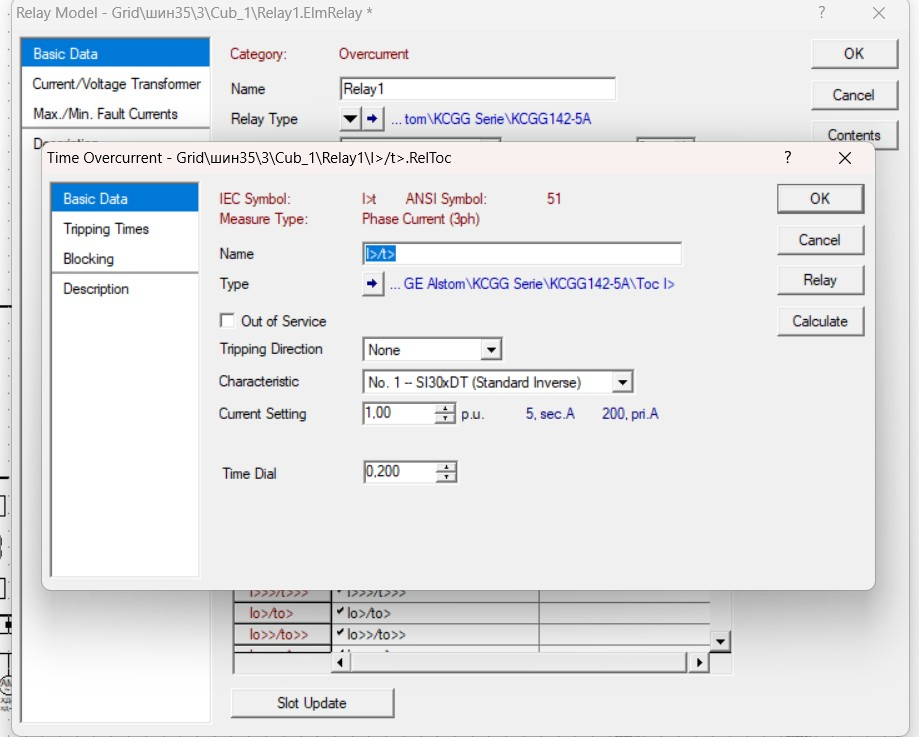 Relay Model - Grid\шин35\3\Cub_1\Relay1.ElmRelay *
?
Basic Data
Current/Voltage Transformer
Max./Min. Fault Currents
Category: Overcurrent
Name Relay1
Relay Type ... tom\KCGG Serie\KCGG142-5A
OK
Cancel
Contents
Time Overcurrent - Grid\шин35\3\Cub_1\Relay1\I>/t>.RelToc
?
Basic Data
Tripping Times
Blocking
Description
IEC Symbol: I>t ANSI Symbol: 51
Measure Type: Phase Current (3ph)
Name I>/t>
Type ... GE Alstom\KCGG Serie\KCGG142-5A\Toc I>
Out of Service
Tripping Direction None
Characteristic No. 1 -- SI30xDT (Standard Inverse)
Current Setting 1,00 p.u. 5, sec.A 200, pri.A
Time Dial 0,200
OK
Cancel
Relay
Calculate
I>>>/t>>> I>>>/t>>>
Io>/to> Io>/to>
Io>>/to>> Io>>/to>>
Slot Update